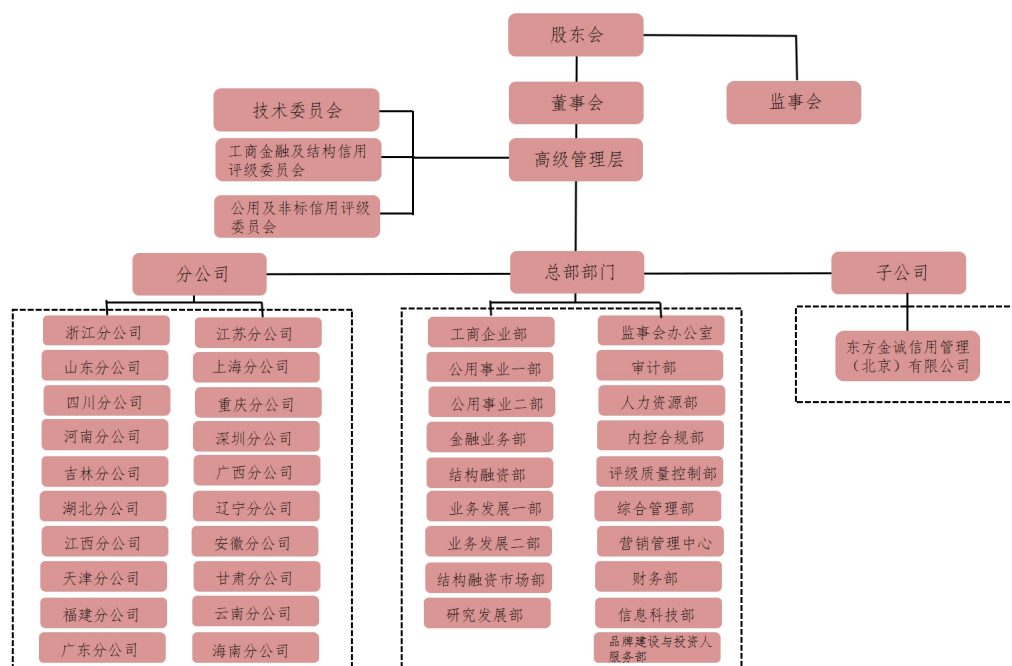 股东会
董事会
监事会
技术委员会
工商金融及结构信用
评级委员会
高级管理层
公用及非标信用评级
委员会
分公司
总部部门
子公司
浙江分公司
江苏分公司
山东分公司
上海分公司
四川分公司
重庆分公司
河南分公司
深圳分公司
吉林分公司
广西分公司
湖北分公司
辽宁分公司
江西分公司
安徽分公司
天津分公司
甘肃分公司
福建分公司
云南分公司
广东分公司
海南分公司
工商企业部
监事会办公室
公用事业一部
审计部
公用事业二部
人力资源部
金融业务部
内控合规部
结构融资部
评级质量控制部
业务发展一部
综合管理部
业务发展二部
营销管理中心
结构融资市场部
财务部
研究发展部
信息科技部
品牌建设与投资人
服务部
东方金诚信用管理
（北京）有限公司